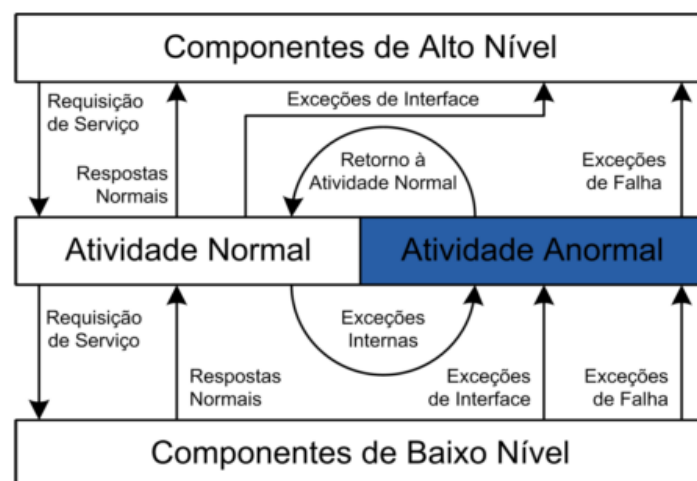 Componentes de Alto Nível
Requisição
de Serviço
Respostas
Normais
Exceções de Interface
Retorno à
Atividade Normal
Exceções
de Falha
Atividade Normal
Atividade Anormal
Requisição
de Serviço
Respostas
Normais
Exceções
Internas
Exceções
de Interface
Exceções
de Falha
Componentes de Baixo Nível